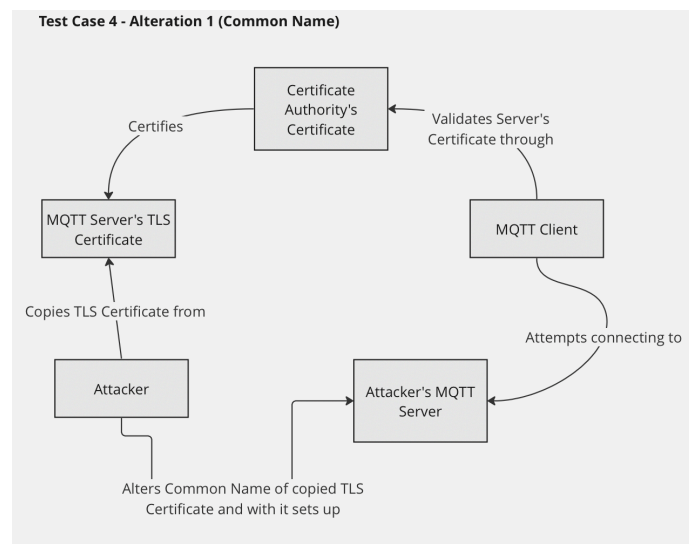 Test Case 4 - Alteration 1 (Common Name)
Certificate
Authority's
Certificate
Certifies
Validates Server's
Certificate through
MQTT Server's TLS
Certificate
MQTT Client
Copies TLS Certificate from
Attempts connecting to
Attacker
Attacker's MQTT
Server
Alters Common Name of copied TLS
Certificate and with it sets up